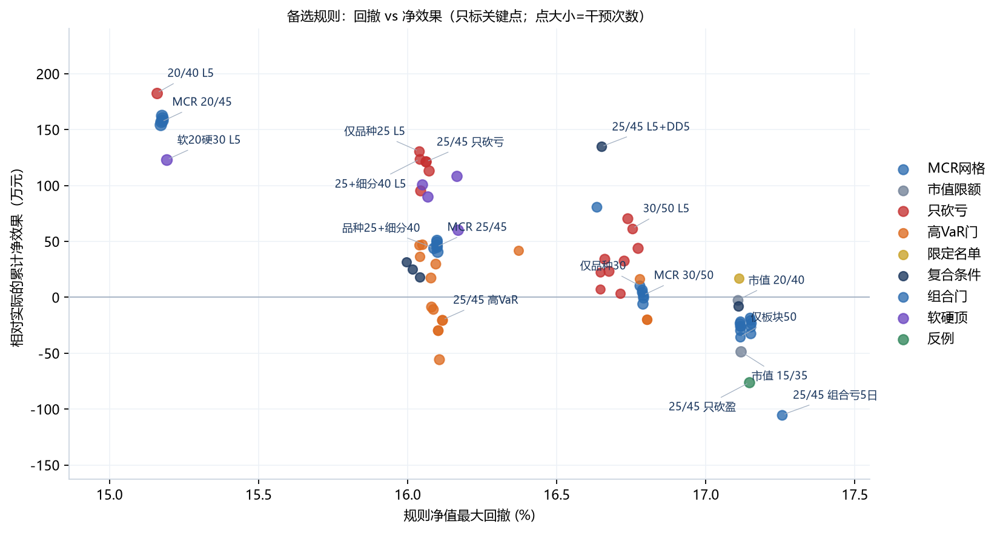 备选规则：回撤 vs 净效果（只标关键点；点大小=干预次数）
相对实际的累计净效果（万元）
200
150
100
50
0
-50
-100
-150
20/40 L5
MCR 20/45
软20硬30 L5
仅品种25 L5
25/45 只砍亏
25+细分40 L5
品种25+细分40
MCR 25/45
25/45 高VaR
25/45 L5+DD5
30/50 L5
仅品种30
MCR 30/50
市值 20/40
仅板块50
市值 15/35
25/45 只砍盈
25/45 组合亏5日
MCR网格
市值限额
只砍亏
高VaR门
限定名单
复合条件
组合门
软硬顶
反例
15.0
15.5
16.0
16.5
17.0
17.5
规则净值最大回撤 (%)